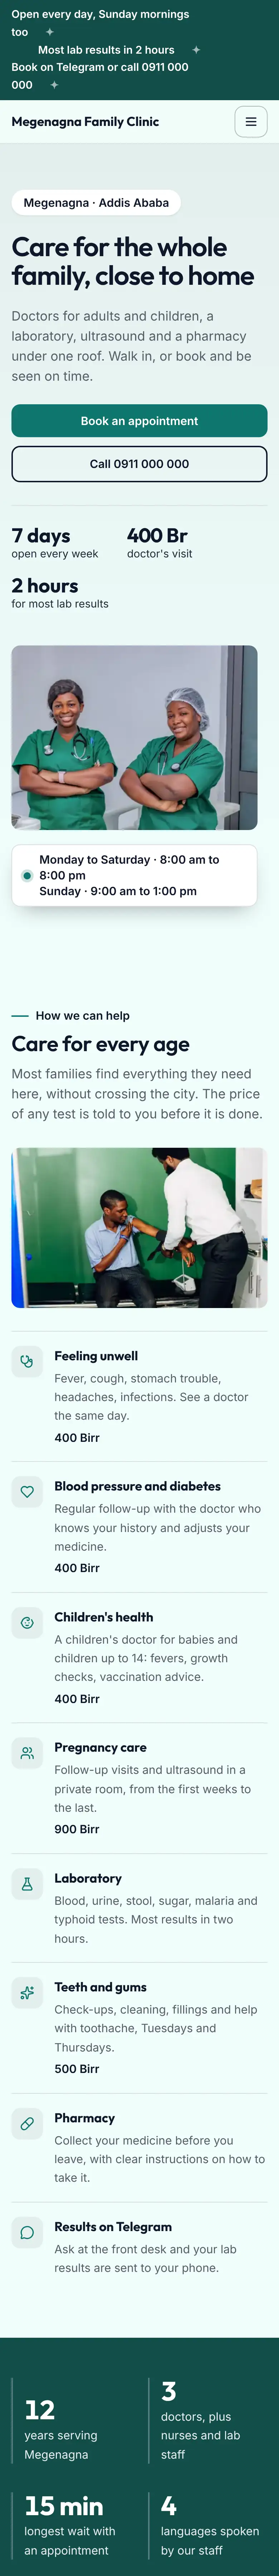 Open every day, Sunday mornings
too ✦
Most lab results in 2 hours ✦
Book on Telegram or call 0911 000
000 ✦
Megenagna Family Clinic
Megenagna · Addis Ababa
Care for the whole
family, close to home
Doctors for adults and children, a
laboratory, ultrasound and a pharmacy
under one roof. Walk in, or book and be
seen on time.
Book an appointment
Call 0911 000 000
7 days
open every week
400 Br
doctor's visit
2 hours
for most lab results
Monday to Saturday · 8:00 am to
8:00 pm
Sunday · 9:00 am to 1:00 pm
How we can help
Care for every age
Most families find everything they need
here, without crossing the city. The price
of any test is told to you before it is done.
Feeling unwell
Fever, cough, stomach trouble,
headaches, infections. See a doctor
the same day.
400 Birr
Blood pressure and diabetes
Regular follow-up with the doctor who
knows your history and adjusts your
medicine.
400 Birr
Children's health
A children's doctor for babies and
children up to 14: fevers, growth
checks, vaccination advice.
400 Birr
Pregnancy care
Follow-up visits and ultrasound in a
private room, from the first weeks to
the last.
900 Birr
Laboratory
Blood, urine, stool, sugar, malaria and
typhoid tests. Most results in two
hours.
Teeth and gums
Check-ups, cleaning, fillings and help
with toothache, Tuesdays and
Thursdays.
500 Birr
Pharmacy
Collect your medicine before you
leave, with clear instructions on how to
take it.
Results on Telegram
Ask at the front desk and your lab
results are sent to your phone.
12
years serving
Megenagna
3
doctors, plus
nurses and lab
staff
15 min
longest wait with
an appointment
4
languages spoken
by our staff